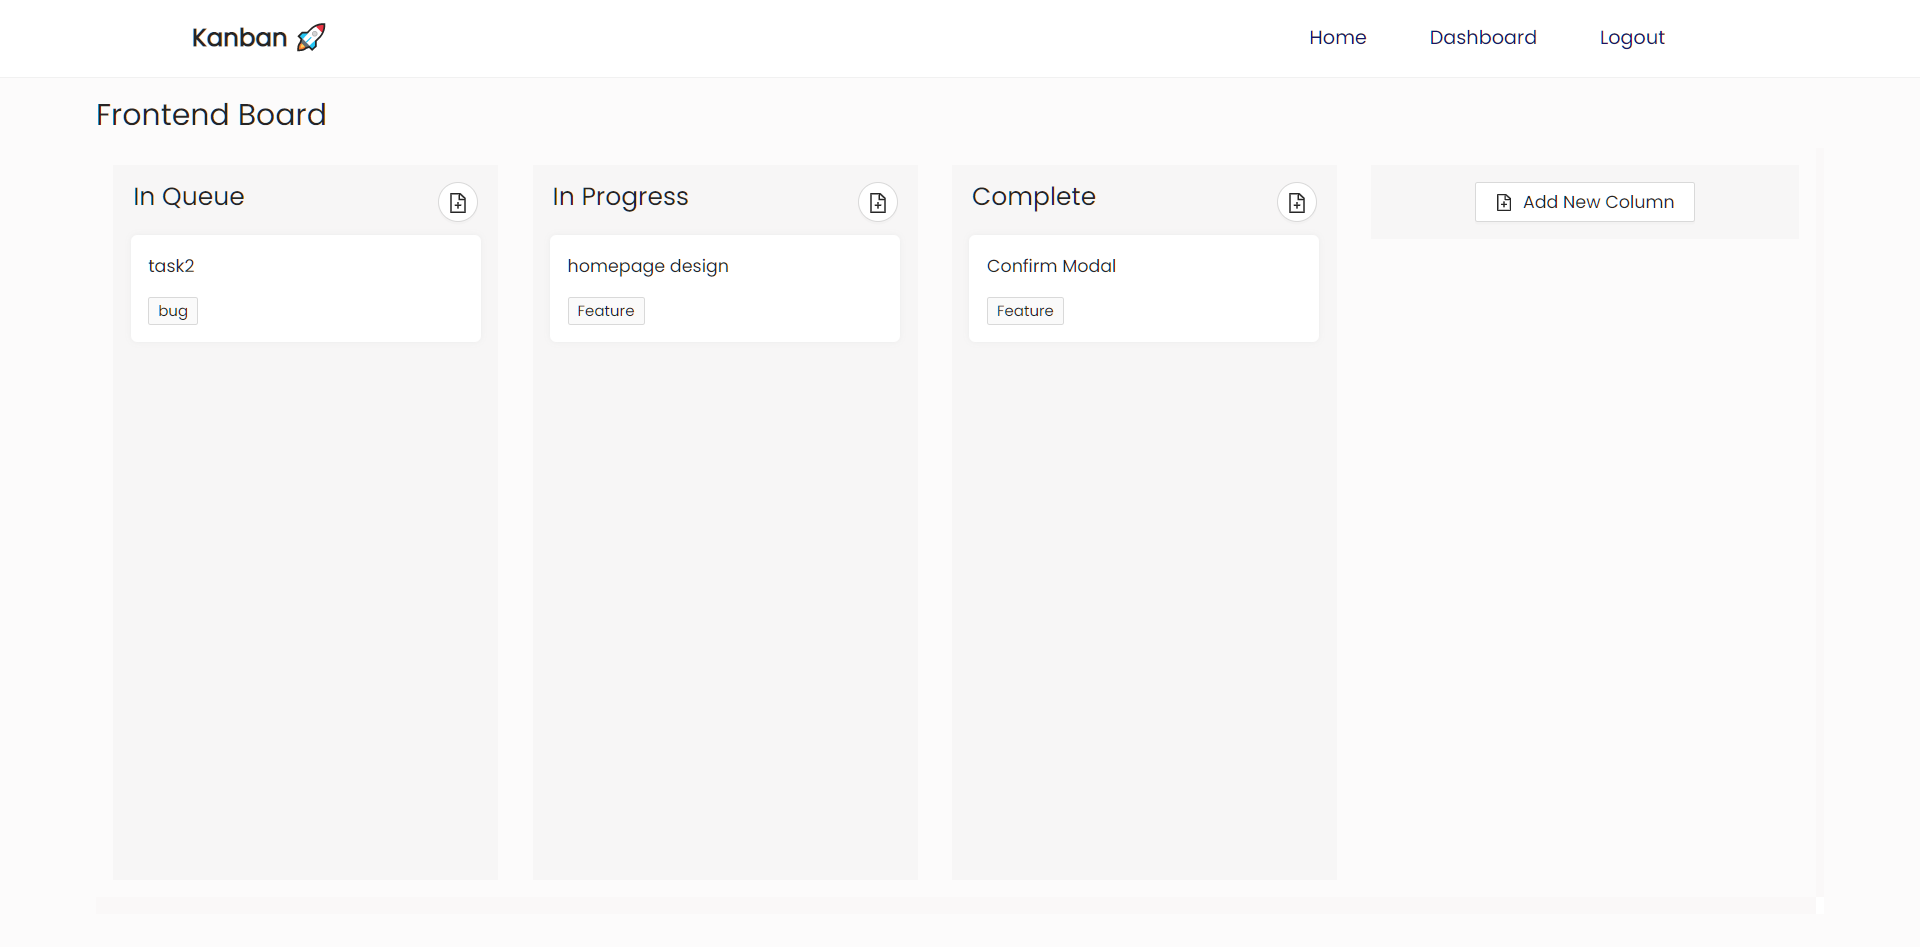 Kanban 🚀
Home
Dashboard
Logout
Frontend Board
In Queue
task2
bug
In Progress
homepage design
Feature
Complete
Confirm Modal
Feature
Add New Column